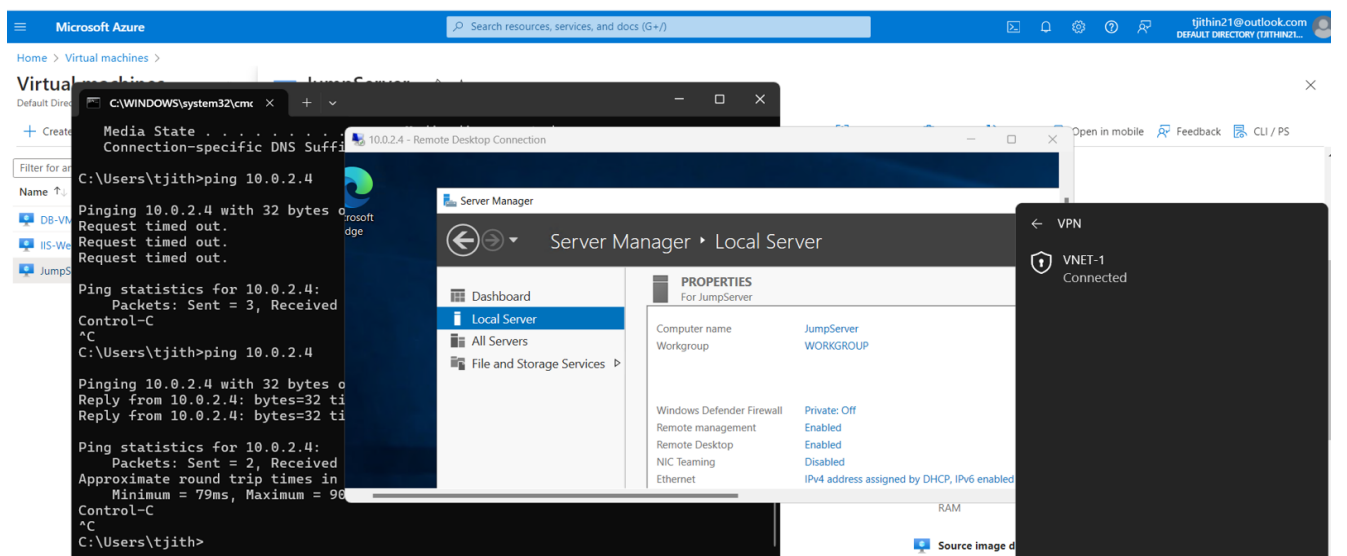 Microsoft Azure
Search resources, services, and docs (G+/)
tjithin21@outlook.com
DEFAULT DIRECTORY (TJITHIN21...
Home > Virtual machines >
Virtual machines
JumpServer
Default Direc
Create
Open in mobile
Feedback
CLI / PS
Filter for an
Name ↑↓
DB-VM
IIS-We
JumpS
C:\WINDOWS\system32\cmd
Media State . . . . . . . . .
Connection-specific DNS Suffi
C:\Users\tjith>ping 10.0.2.4
Pinging 10.0.2.4 with 32 bytes o
Request timed out.
Request timed out.
Request timed out.
Ping statistics for 10.0.2.4:
Packets: Sent = 3, Received
Control-C
^C
C:\Users\tjith>ping 10.0.2.4
Pinging 10.0.2.4 with 32 bytes o
Reply from 10.0.2.4: bytes=32 ti
Reply from 10.0.2.4: bytes=32 ti
Ping statistics for 10.0.2.4:
Packets: Sent = 2, Received
Approximate round trip times in
Minimum = 79ms, Maximum = 90
Control-C
^C
C:\Users\tjith>
10.0.2.4 - Remote Desktop Connection
rosoft
dge
Server Manager
Server Manager ‣ Local Server
Dashboard
Local Server
All Servers
File and Storage Services
PROPERTIES
For JumpServer
Computer name JumpServer
Workgroup WORKGROUP
Windows Defender Firewall Private: Off
Remote management Enabled
Remote Desktop Enabled
NIC Teaming Disabled
Ethernet IPv4 address assigned by DHCP, IPv6 enabled
VPN
VNET-1
Connected
RAM
Source image d